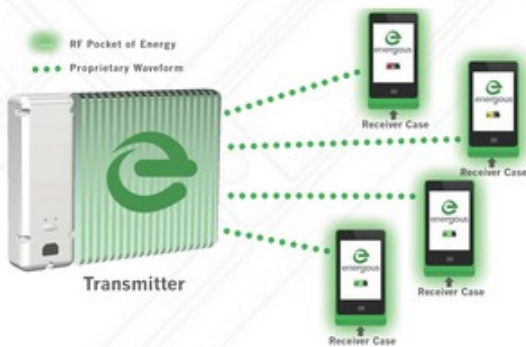 RF Pocket of Energy
Proprietary Waveform
e
Transmitter
energous
Receiver Case
energous
Receiver Case
energous
Receiver Case
energous
Receiver Case